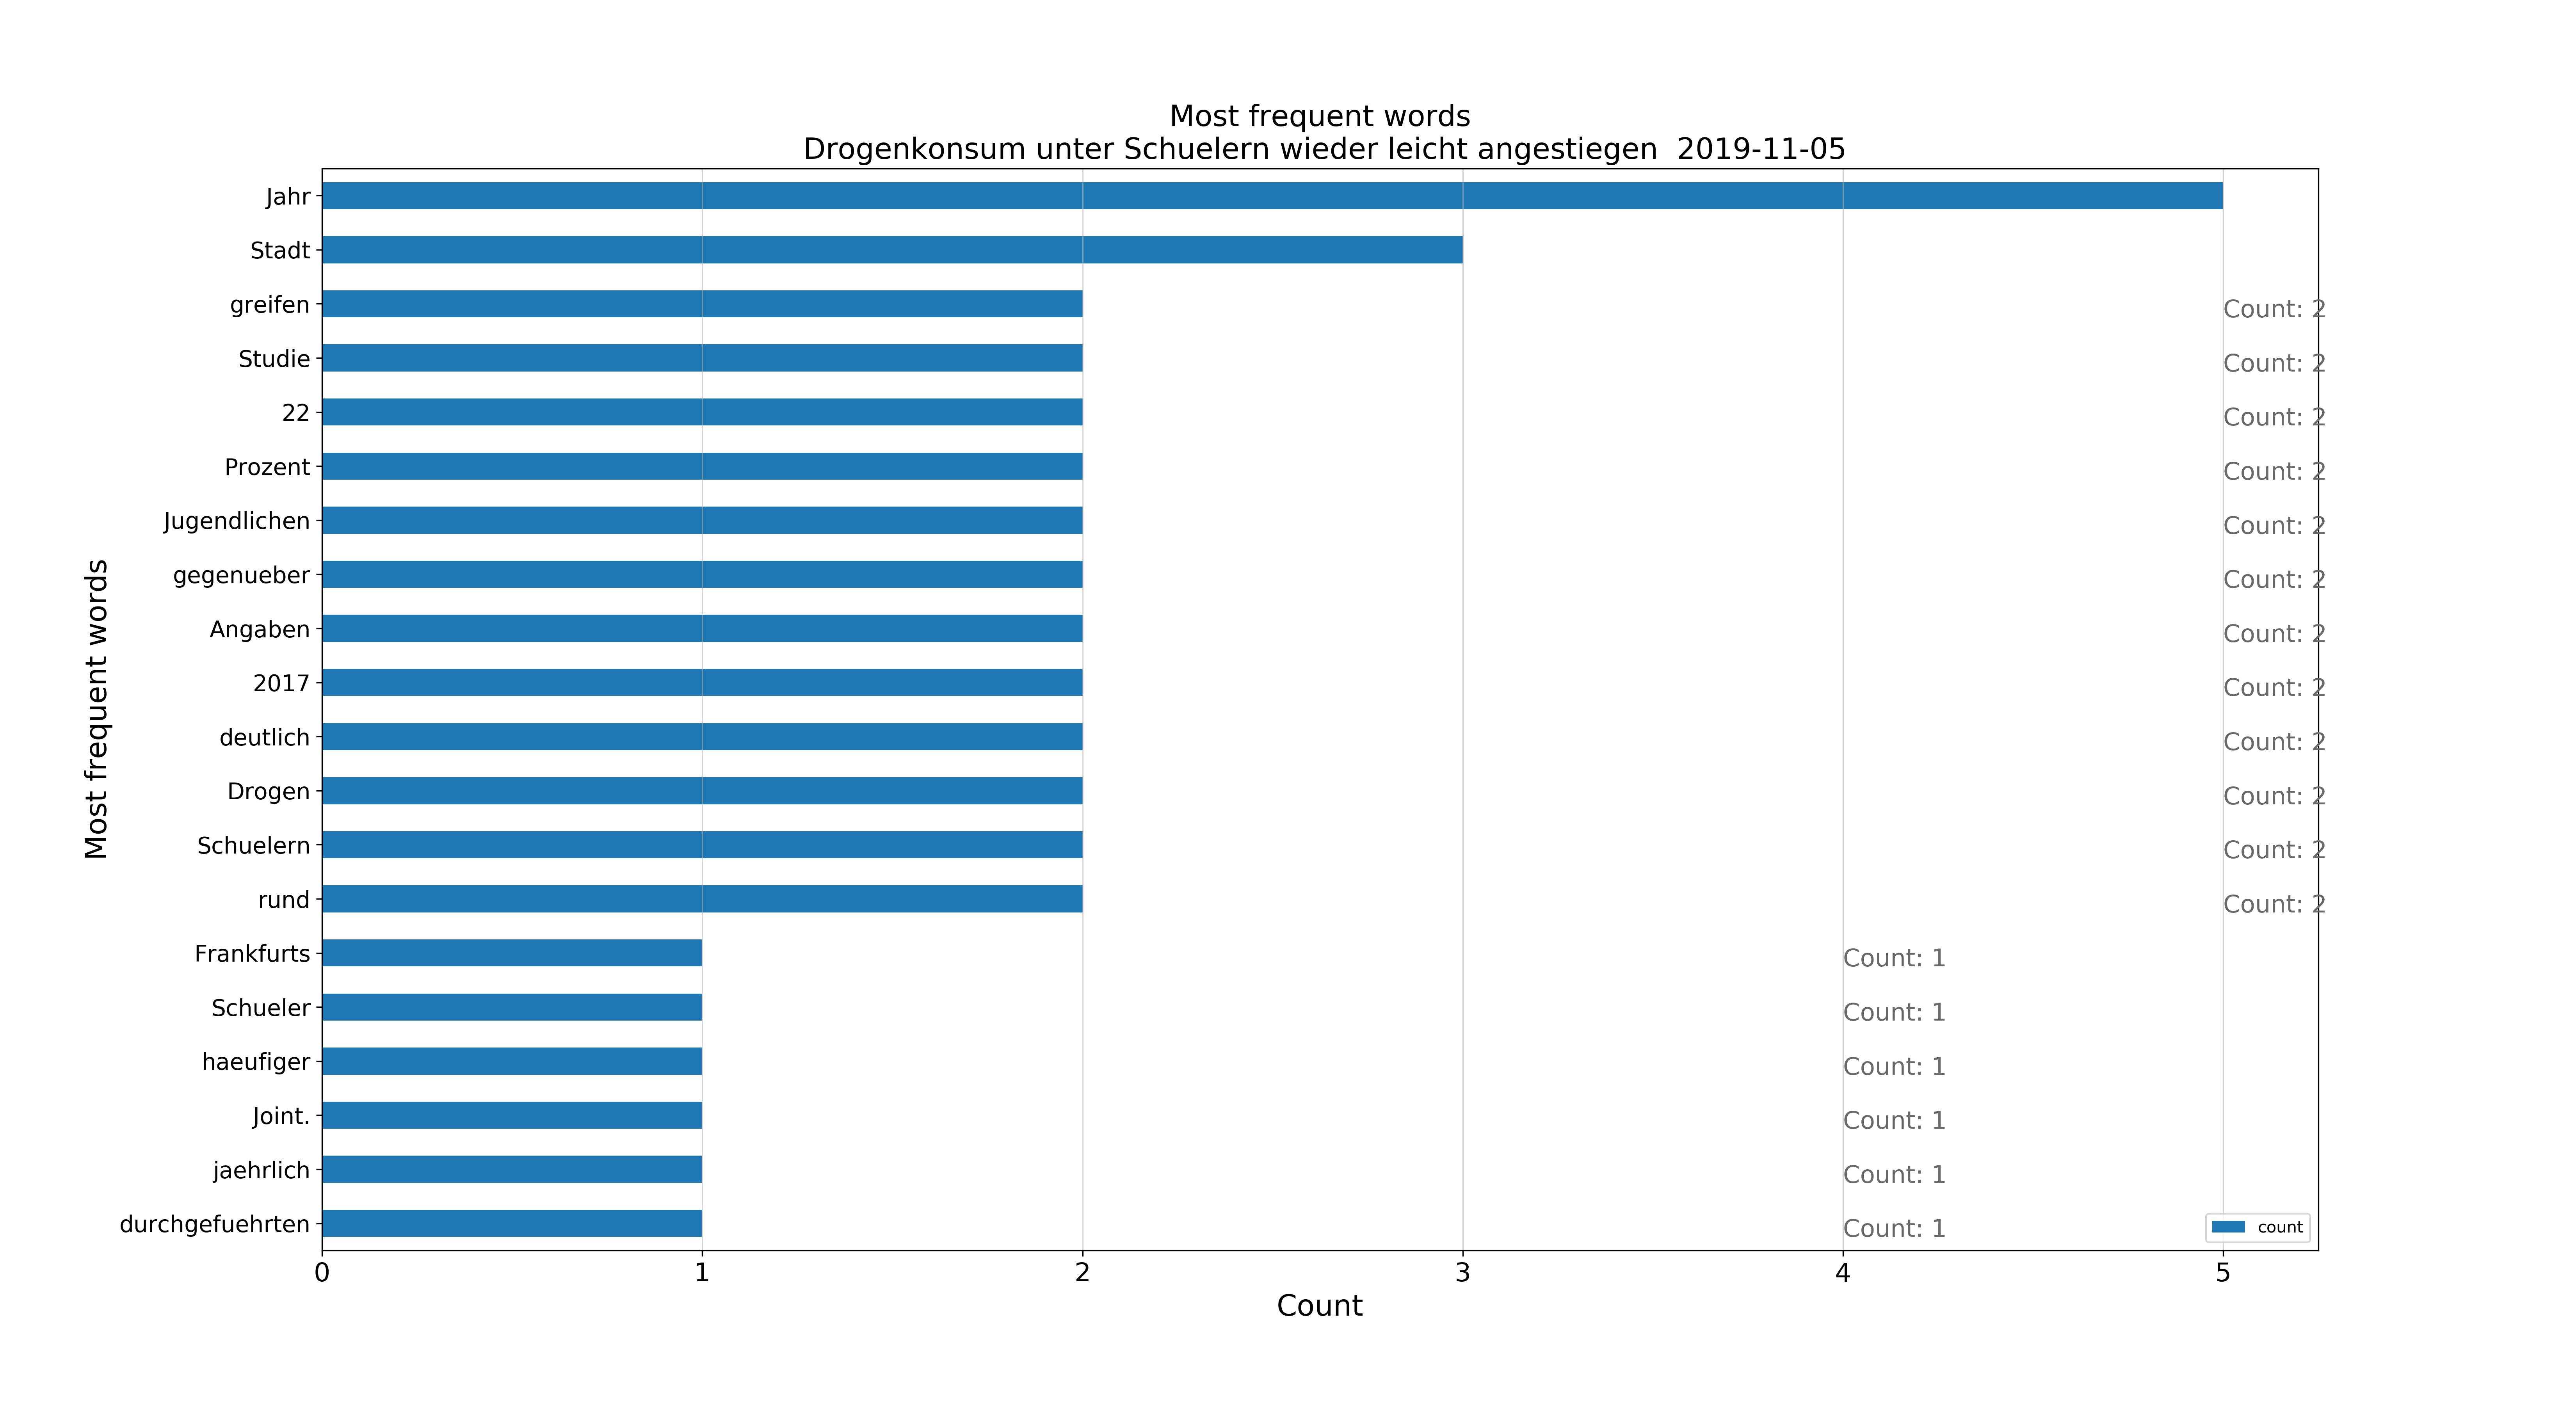 Most frequent words
Drogenkonsum unter Schuelern wieder leicht angestiegen  2019-11-05
Most frequent words
Jahr
Stadt
greifen Count: 2
Studie Count: 2
22 Count: 2
Prozent Count: 2
Jugendlichen Count: 2
gegenueber Count: 2
Angaben Count: 2
2017 Count: 2
deutlich Count: 2
Drogen Count: 2
Schuelern Count: 2
rund Count: 2
Frankfurts Count: 1
Schueler Count: 1
haeufiger Count: 1
Joint. Count: 1
jaehrlich Count: 1
durchgefuehrten Count: 1
count
0 1 2 3 4 5
Count